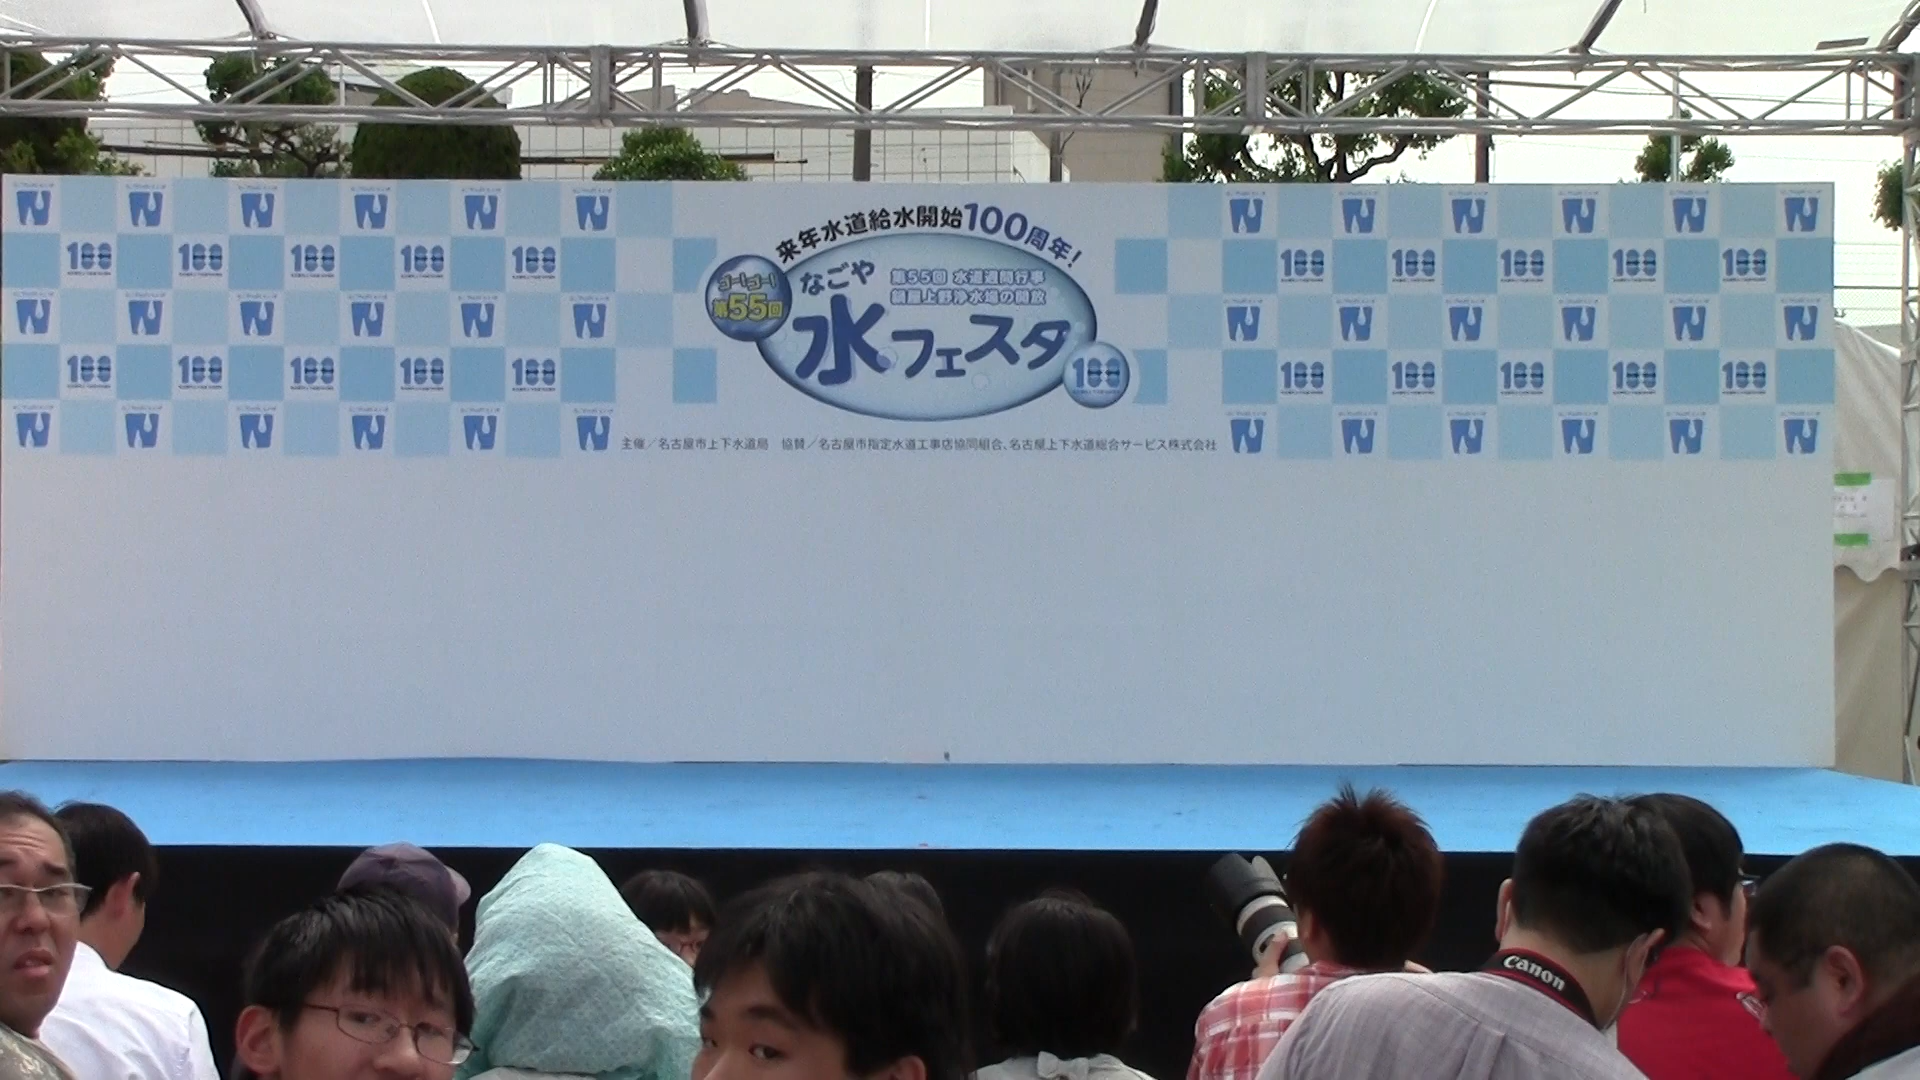 来年水道給水開始100周年!
ゴー!ゴー!
第55回
なごや
第55回 水道週間行事
鍋屋上野浄水場の開放
水フェスタ
100
主催／名古屋市上下水道局 協賛／名古屋市指定水道工事店協同組合、名古屋上下水道総合サービス株式会社
Canon